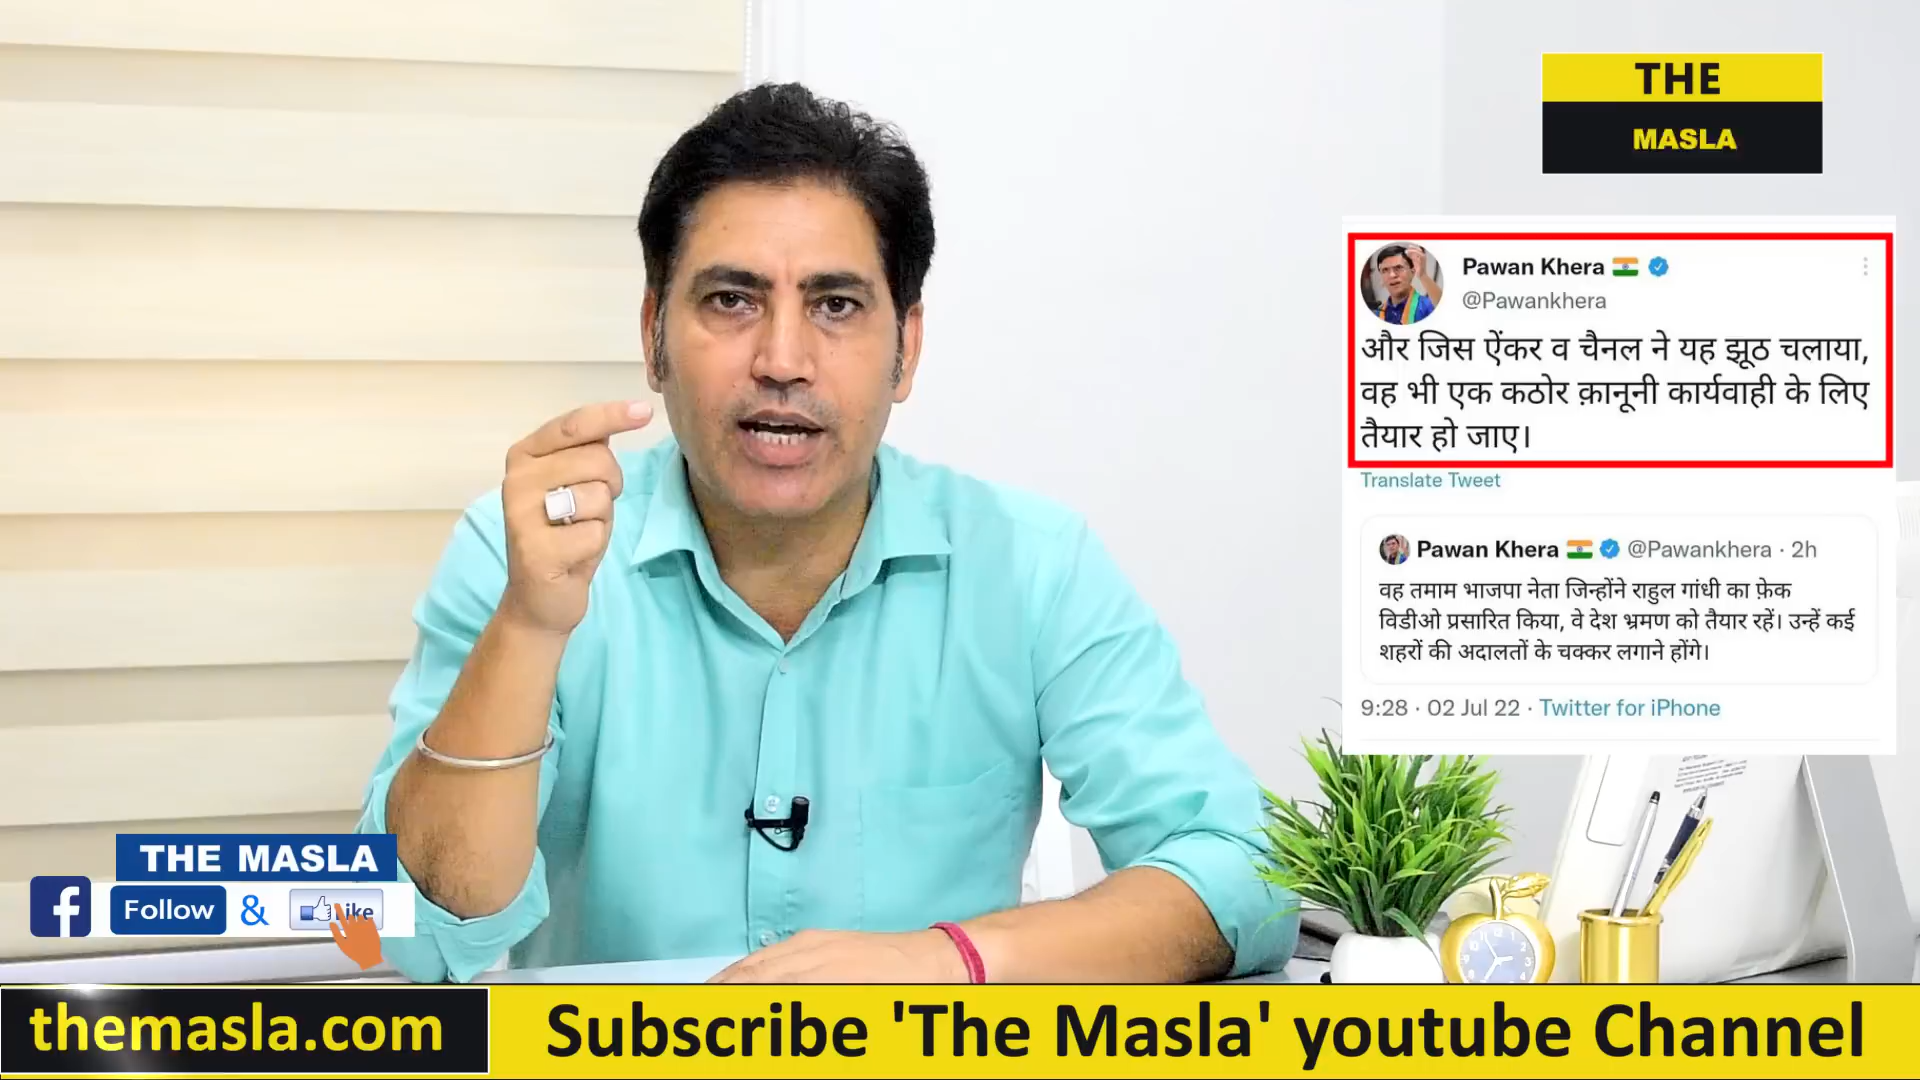 THE
MASLA
Pawan Khera
@Pawankhera
और जिस ऐंकर व चैनल ने यह झूठ चलाया,
वह भी एक कठोर क़ानूनी कार्यवाही के लिए
तैयार हो जाए।
Translate Tweet
Pawan Khera @Pawankhera · 2h
वह तमाम भाजपा नेता जिन्होंने राहुल गांधी का फ़ेक
विडीओ प्रसारित किया, वे देश भ्रमण को तैयार रहें। उन्हें कई
शहरों की अदालतों के चक्कर लगाने होंगे।
9:28 · 02 Jul 22 · Twitter for iPhone
THE MASLA
f Follow & Like
themasla.com
Subscribe 'The Masla' youtube Channel